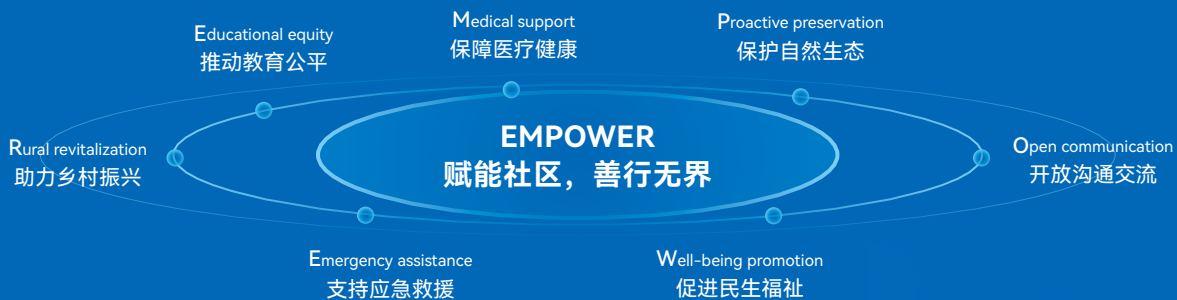 Educational equity
推动教育公平
Medical support
保障医疗健康
Proactive preservation
保护自然生态
Rural revitalization
助力乡村振兴
EMPOWER
赋能社区，善行无界
Open communication
开放沟通交流
Emergency assistance
支持应急救援
Well-being promotion
促进民生福祉